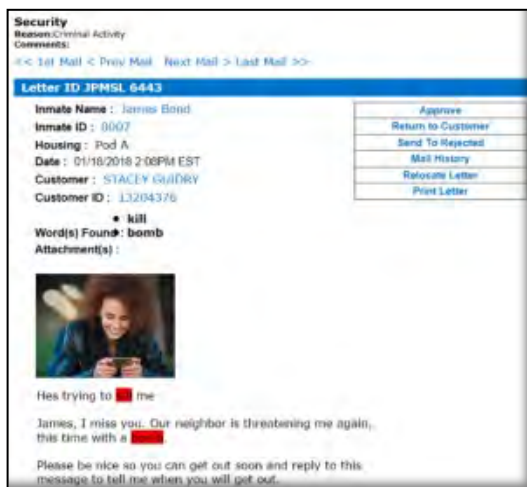 Security
Reason:Criminal Activity
Comments:
<< 1st Mail < Prev Mail Next Mail > Last Mail >>
Letter ID JPMSL 6443
Inmate Name : James Bond
Inmate ID : 0007
Housing : Pod A
Date : 01/18/2018 2:08PM EST
Customer : STACEY GUIDRY
Customer ID : 13204376
• kill
Word(s) Found• : bomb
Attachment(s) :
Approve
Return to Customer
Send To Rejected
Mail History
Relocate Letter
Print Letter
Hes trying to kill me
James, I miss you. Our neighbor is threatening me again,
this time with a bomb.
Please be nice so you can get out soon and reply to this
message to tell me when you will get out.